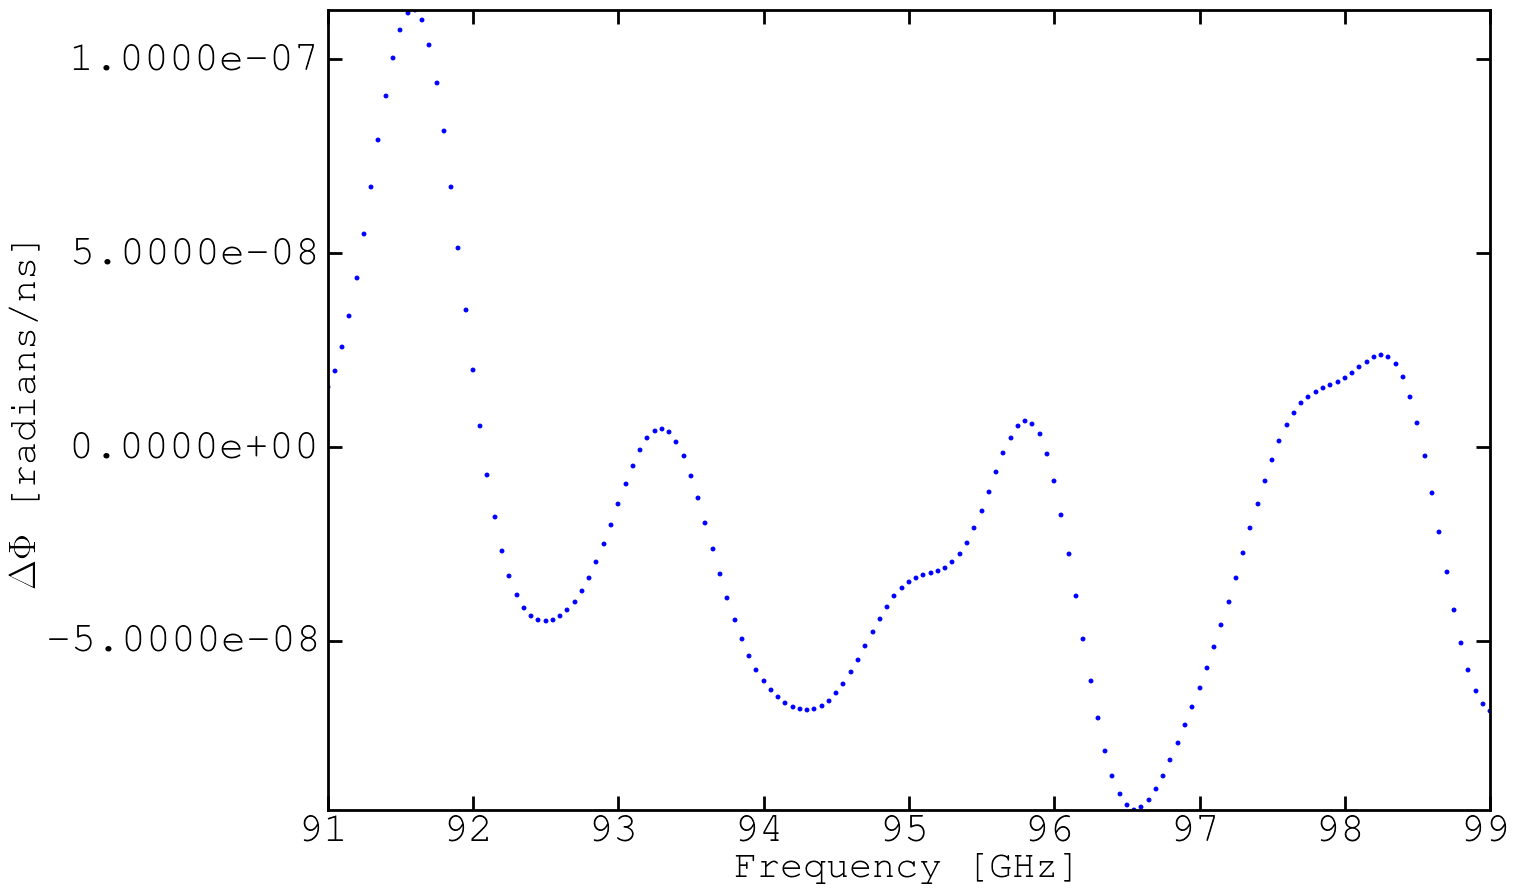 1.0000e−07
5.0000e−08
0.0000e+00
−5.0000e−08
ΔΦ [radians/ns]
91 92 93 94 95 96 97 98 99
Frequency [GHz]